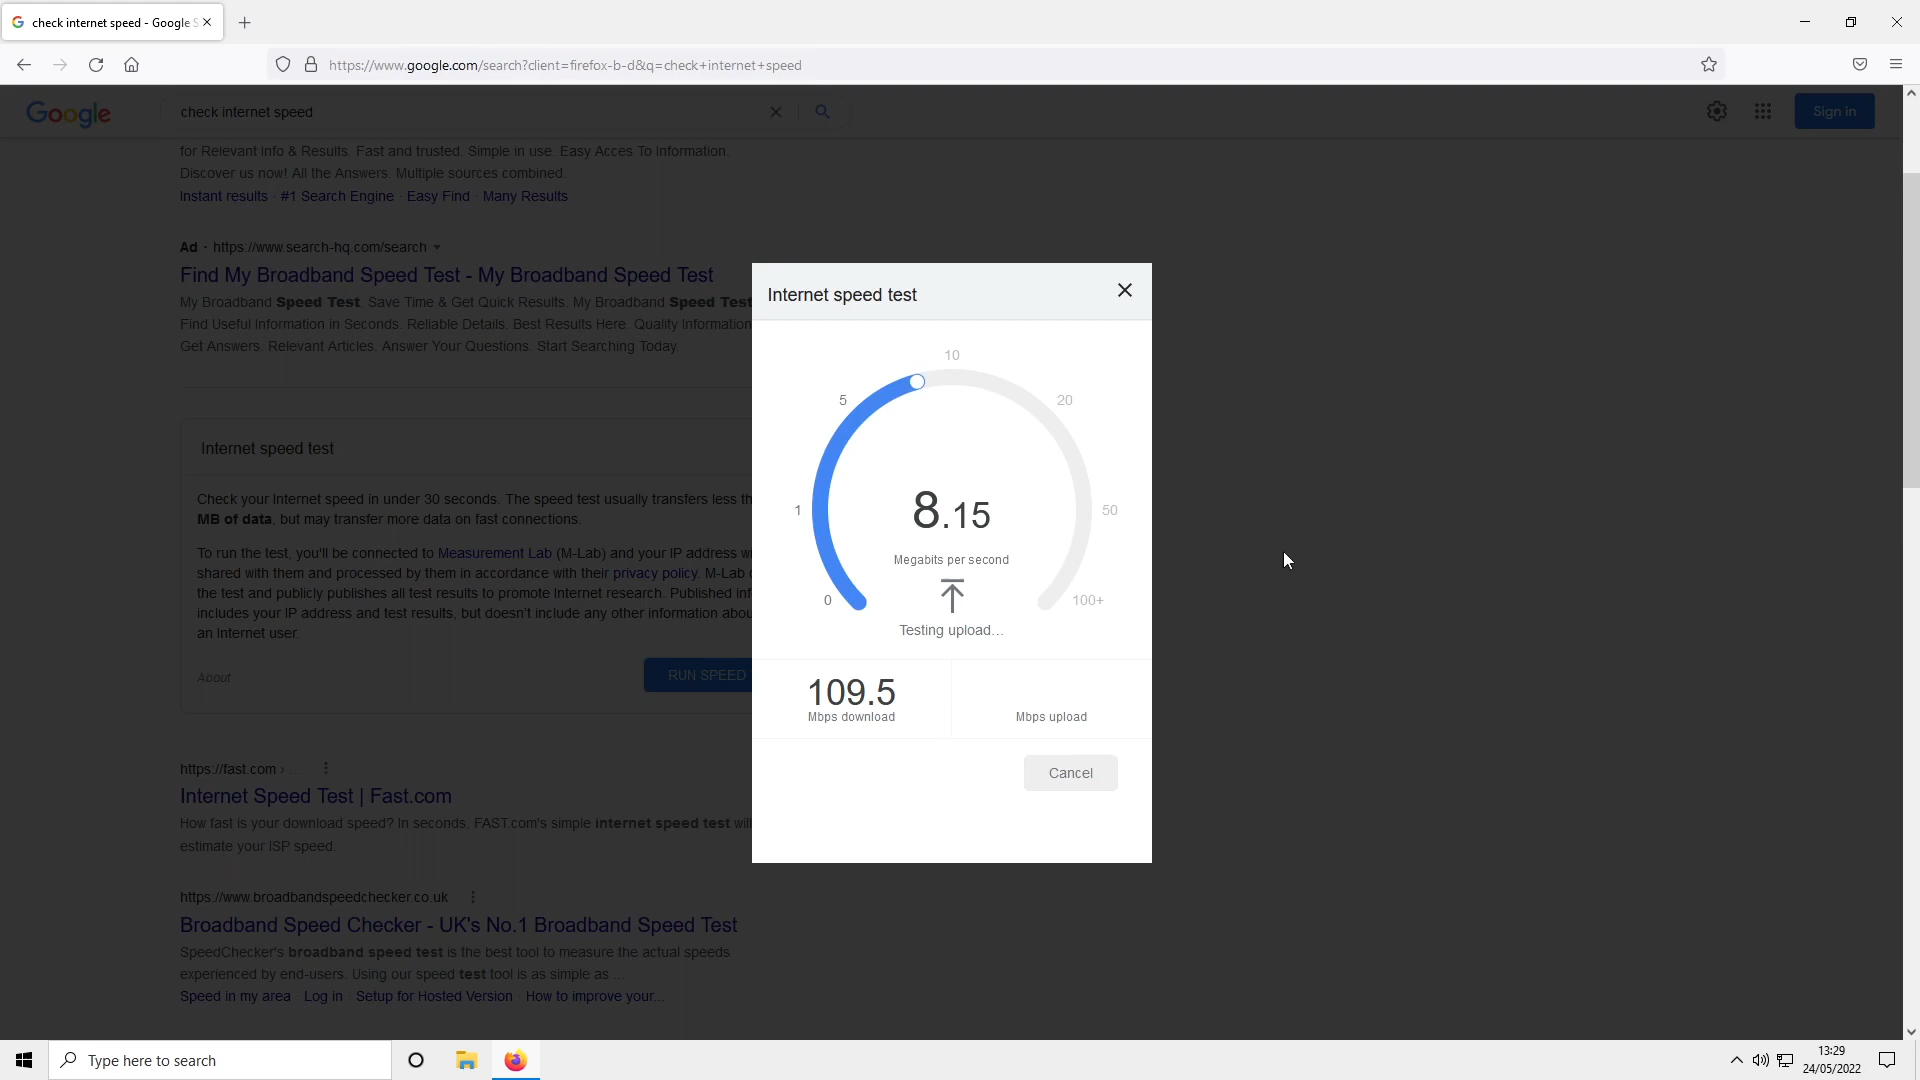 check internet speed - Google S
https://www.google.com/search?client=firefox-b-d&q=check+internet+speed
Google
check internet speed
Sign in
for Relevant Info & Results. Fast and trusted. Simple in use. Easy Acces To Information.
Discover us now! All the Answers. Multiple sources combined.
Instant results · #1 Search Engine · Easy Find · Many Results
Ad · https://www.search-hq.com/search
Find My Broadband Speed Test - My Broadband Speed Test
My Broadband Speed Test. Save Time & Get Quick Results. My Broadband Speed Test
Find Useful Information in Seconds. Reliable Details. Best Results Here. Quality Information
Get Answers. Relevant Articles. Answer Your Questions. Start Searching Today.
Internet speed test
Check your Internet speed in under 30 seconds. The speed test usually transfers less th
MB of data, but may transfer more data on fast connections.
To run the test, you'll be connected to Measurement Lab (M-Lab) and your IP address w
shared with them and processed by them in accordance with their privacy policy. M-Lab
the test and publicly publishes all test results to promote Internet research. Published in
includes your IP address and test results, but doesn't include any other information abou
an Internet user.
About
RUN SPEED
https://fast.com › ...
Internet Speed Test | Fast.com
How fast is your download speed? In seconds, FAST.com's simple internet speed test will
estimate your ISP speed.
https://www.broadbandspeedchecker.co.uk
Broadband Speed Checker - UK's No.1 Broadband Speed Test
SpeedChecker's broadband speed test is the best tool to measure the actual speeds
experienced by end-users. Using our speed test tool is as simple as ...
Speed in my area · Log in · Setup for Hosted Version · How to improve your...
Internet speed test
10
5
20
1
50
0
100+
8.15
Megabits per second
Testing upload...
109.5
Mbps download
Mbps upload
Cancel
Type here to search
13:29
24/05/2022